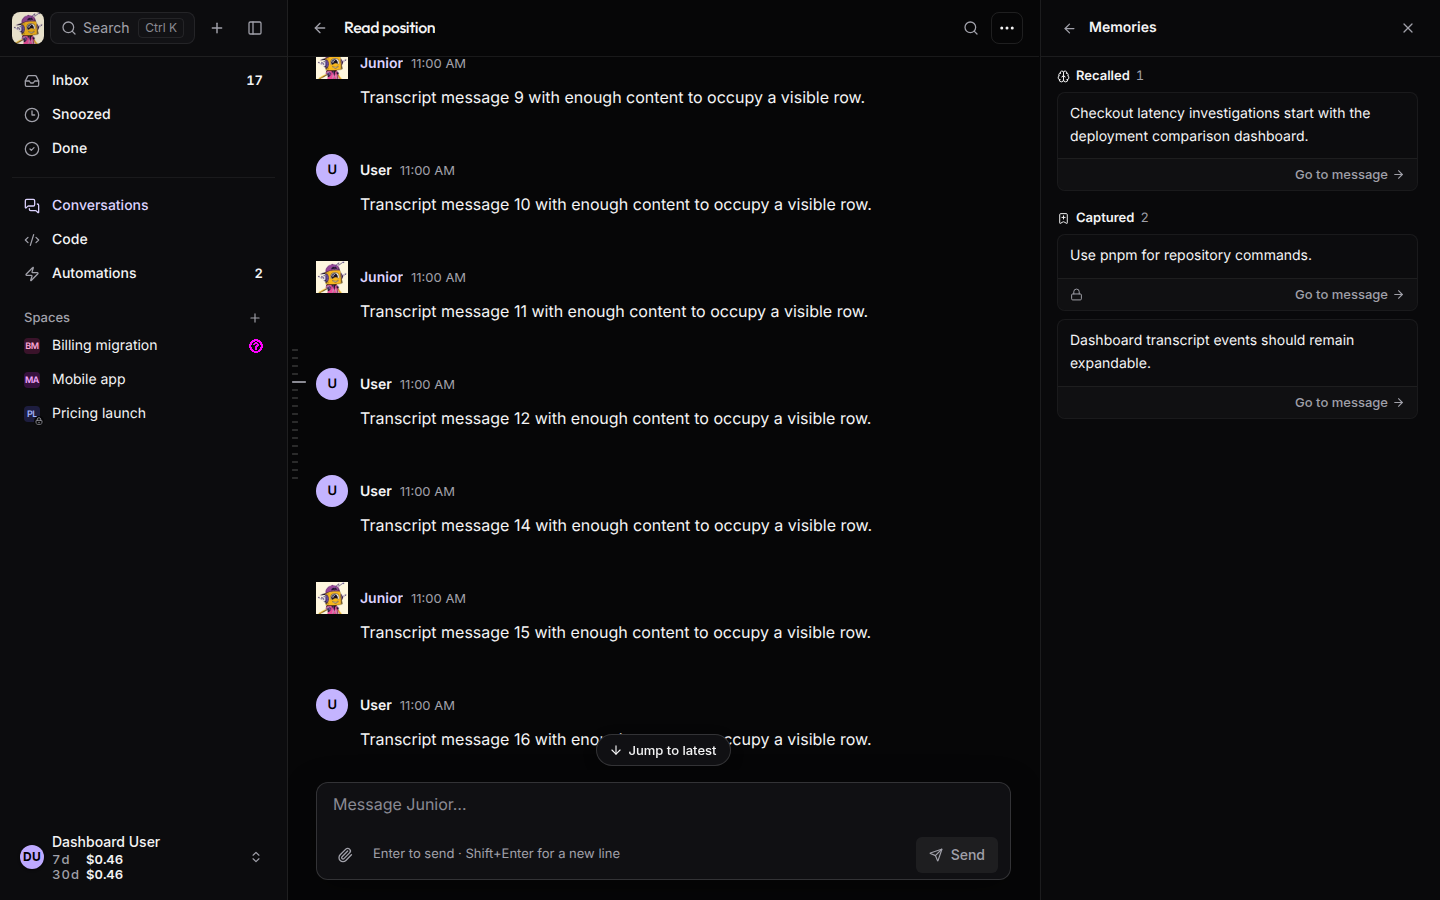 Search Ctrl K
Inbox 17
Snoozed
Done
Conversations
Code
Automations 2
Spaces
BM Billing migration
MA Mobile app
PL Pricing launch
DU Dashboard User
7d $0.46
30d $0.46
Read position
Junior 11:00 AM
Transcript message 9 with enough content to occupy a visible row.
U User 11:00 AM
Transcript message 10 with enough content to occupy a visible row.
Junior 11:00 AM
Transcript message 11 with enough content to occupy a visible row.
U User 11:00 AM
Transcript message 12 with enough content to occupy a visible row.
U User 11:00 AM
Transcript message 14 with enough content to occupy a visible row.
Junior 11:00 AM
Transcript message 15 with enough content to occupy a visible row.
U User 11:00 AM
Transcript message 16 with occupy a visible row.
Jump to latest
Message Junior...
Enter to send · Shift+Enter for a new line
Send
Memories
Recalled 1
Checkout latency investigations start with the
deployment comparison dashboard.
Go to message
Captured 2
Use pnpm for repository commands.
Go to message
Dashboard transcript events should remain
expandable.
Go to message